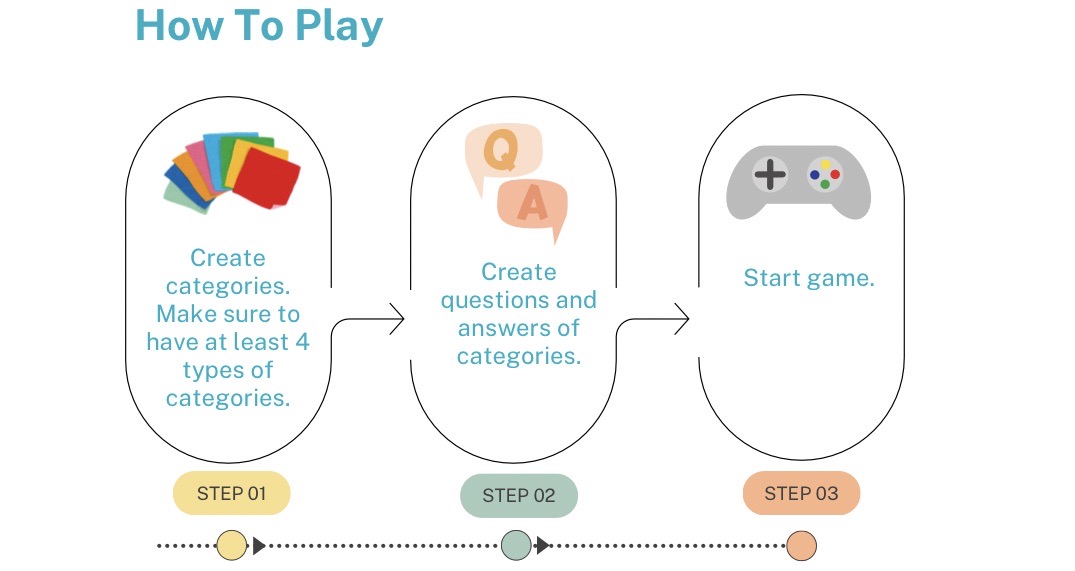 How To Play
Create
categories.
Make sure to
have at least 4
types of
categories.
STEP 01
Q
A
Create
questions and
answers of
categories.
STEP 02
Start game.
STEP 03